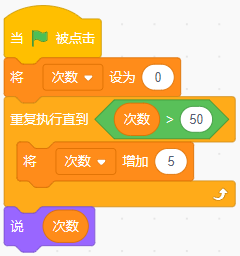 当 被点击
将 次数 设为 0
重复执行直到 次数 > 50
将 次数 增加 5
说 次数